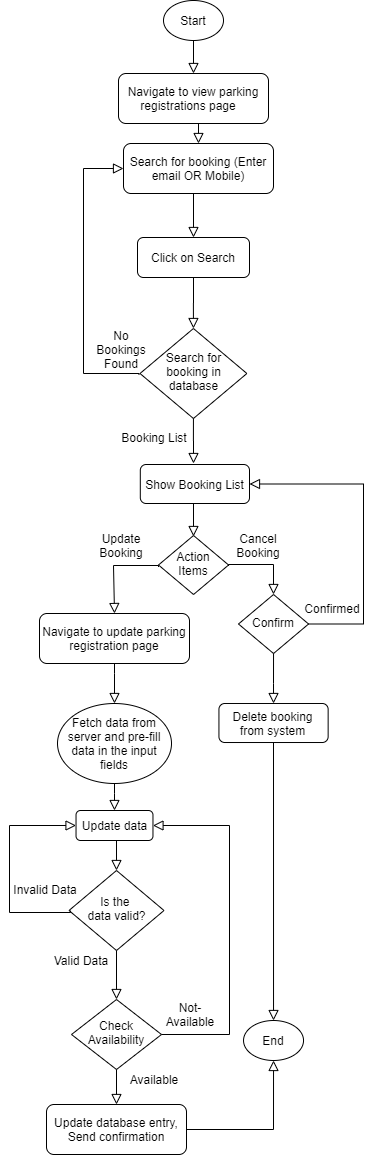 Start
Navigate to view parking
registrations page
Search for booking (Enter
email OR Mobile)
Click on Search
No
Bookings
Found
Search for
booking in
database
Booking List
Show Booking List
Update
Booking
Action
Items
Cancel
Booking
Confirm
Confirmed
Navigate to update parking
registration page
Delete booking
from system
Fetch data from
server and pre-fill
data in the input
fields
Update data
Invalid Data
Is the
data valid?
Valid Data
Not-
Available
Check
Availability
End
Available
Update database entry,
Send confirmation